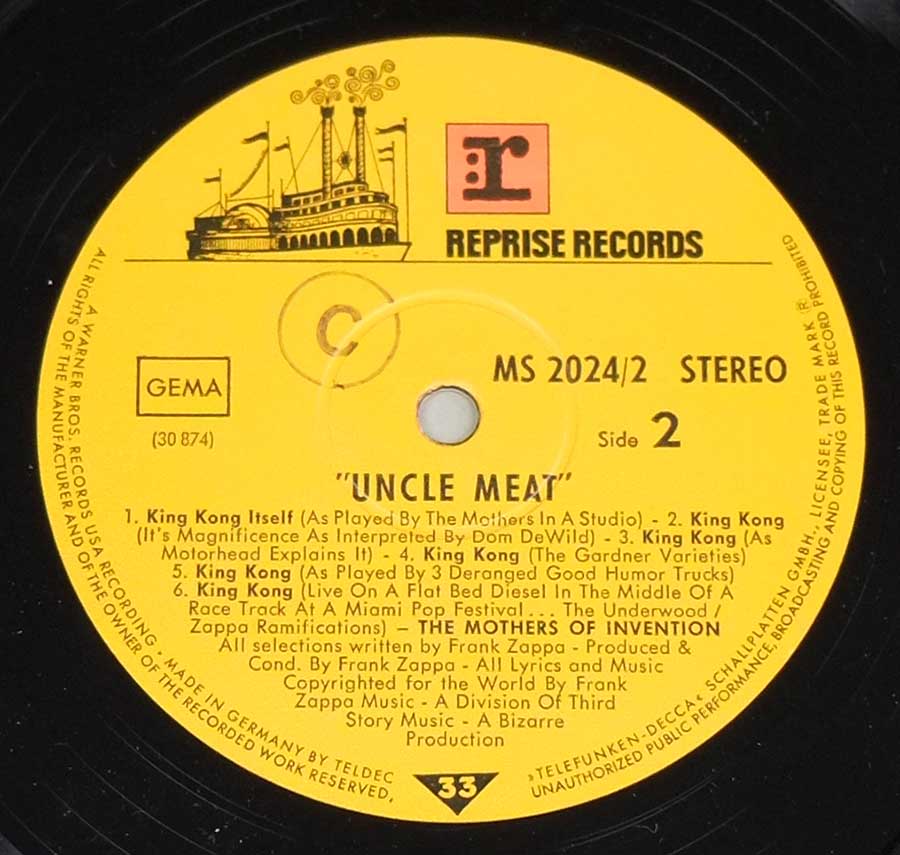 r
REPRISE RECORDS
C
GEMA
(30 874)
MS 2024/2 STEREO
Side 2
"UNCLE MEAT"
1. King Kong Itself (As Played By The Mothers In A Studio) - 2. King Kong
(It's Magnificence As Interpreted By Dom DeWild) - 3. King Kong (As
Motorhead Explains It) - 4. King Kong (The Gardner Varieties)
5. King Kong (As Played By 3 Deranged Good Humor Trucks)
6. King Kong (Live On A Flat Bed Diesel In The Middle Of A
Race Track At A Miami Pop Festival ... The Underwood /
Zappa Ramifications) – THE MOTHERS OF INVENTION
All selections written by Frank Zappa - Produced &
Cond. By Frank Zappa - All Lyrics and Music
Copyrighted for the World By Frank
Zappa Music - A Division Of Third
Story Music - A Bizarre
Production
33
A WARNER BROS. RECORDS USA RECORDING • MADE IN GERMANY BY TELDEC
»TELEFUNKEN-DECCA« SCHALLPLATTEN GMBH., LICENSEE, TRADE MARK ®
ALL RIGHTS OF THE MANUFACTURER AND OF THE OWNER OF THE RECORDED WORK RESERVED,
UNAUTHORIZED PUBLIC PERFORMANCE, BROADCASTING AND COPYING OF THIS RECORD PROHIBITED